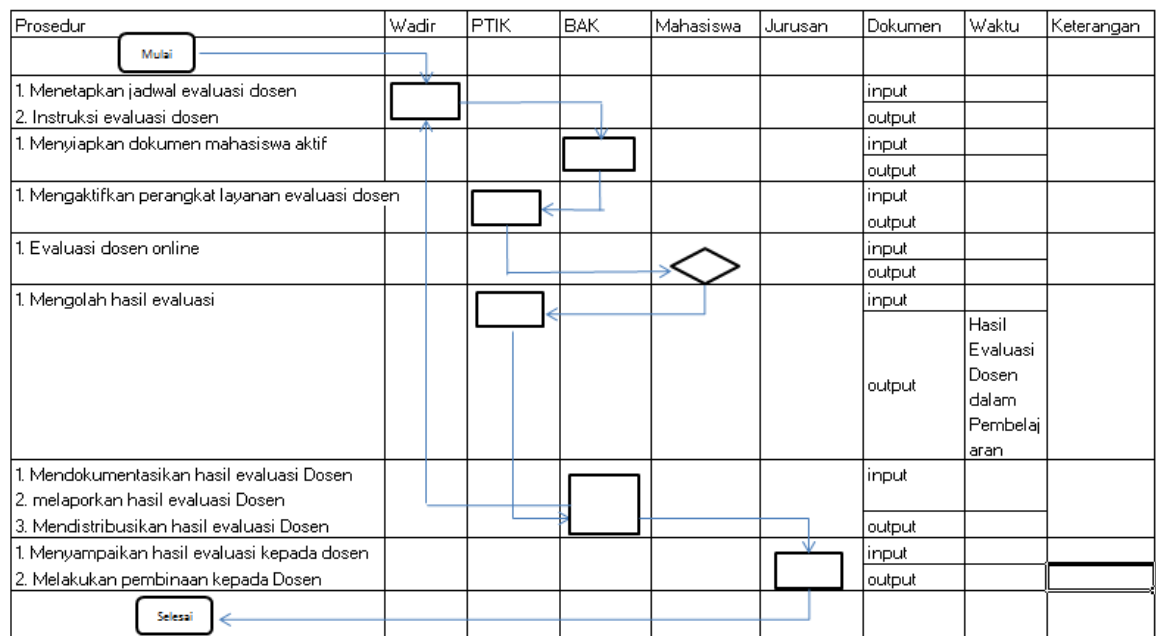 Prosedur Wadir PTIK BAK Mahasiswa Jurusan Dokumen Waktu Keterangan
Mulai
1. Menetapkan jadwal evaluasi dosen input
2. Instruksi evaluasi dosen output
1. Menyiapkan dokumen mahasiswa aktif input
output
1. Mengaktifkan perangkat layanan evaluasi dosen input
output
1. Evaluasi dosen online input
output
1. Mengolah hasil evaluasi input
output
Hasil
Evaluasi
Dosen
dalam
Pembelaj
aran
1. Mendokumentasikan hasil evaluasi Dosen input
2. melaporkan hasil evaluasi Dosen
3. Mendistribusikan hasil evaluasi Dosen output
1. Menyampaikan hasil evaluasi kepada dosen input
2. Melakukan pembinaan kepada Dosen output
Selesai